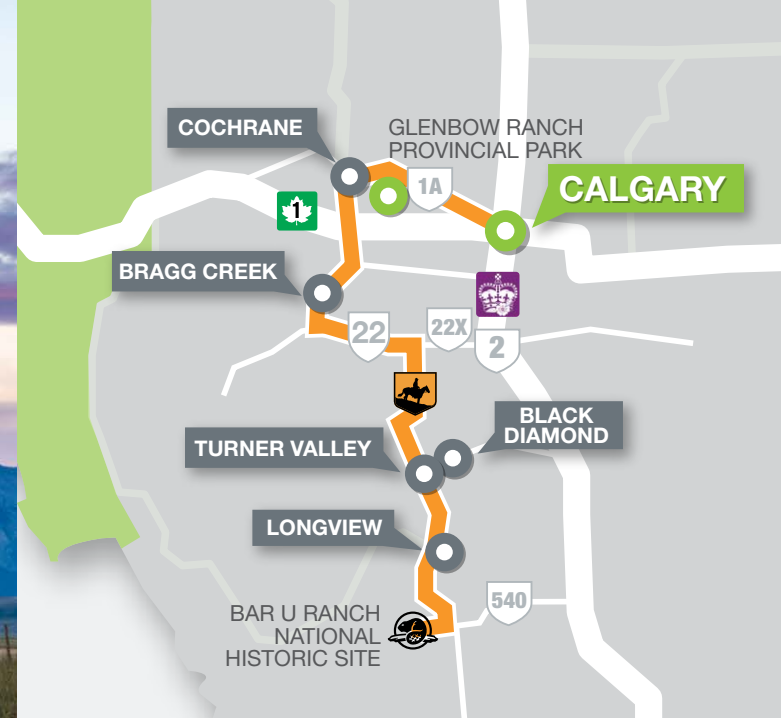 COCHRANE
GLENBOW RANCH
PROVINCIAL PARK
1A
CALGARY
1
BRAGG CREEK
22
22X
2
BLACK
DIAMOND
TURNER VALLEY
LONGVIEW
540
BAR U RANCH
NATIONAL
HISTORIC SITE